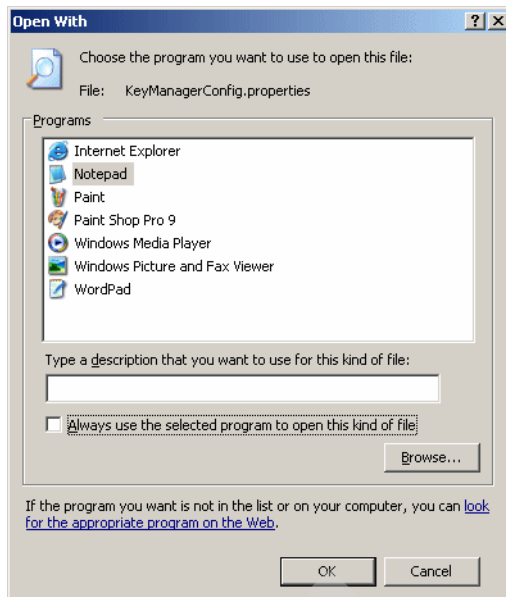 Open With
Choose the program you want to use to open this file:
File: KeyManagerConfig.properties
Programs
Internet Explorer
Notepad
Paint
Paint Shop Pro 9
Windows Media Player
Windows Picture and Fax Viewer
WordPad
Type a description that you want to use for this kind of file:
Always use the selected program to open this kind of file
Browse...
If the program you want is not in the list or on your computer, you can look
for the appropriate program on the Web.
OK Cancel